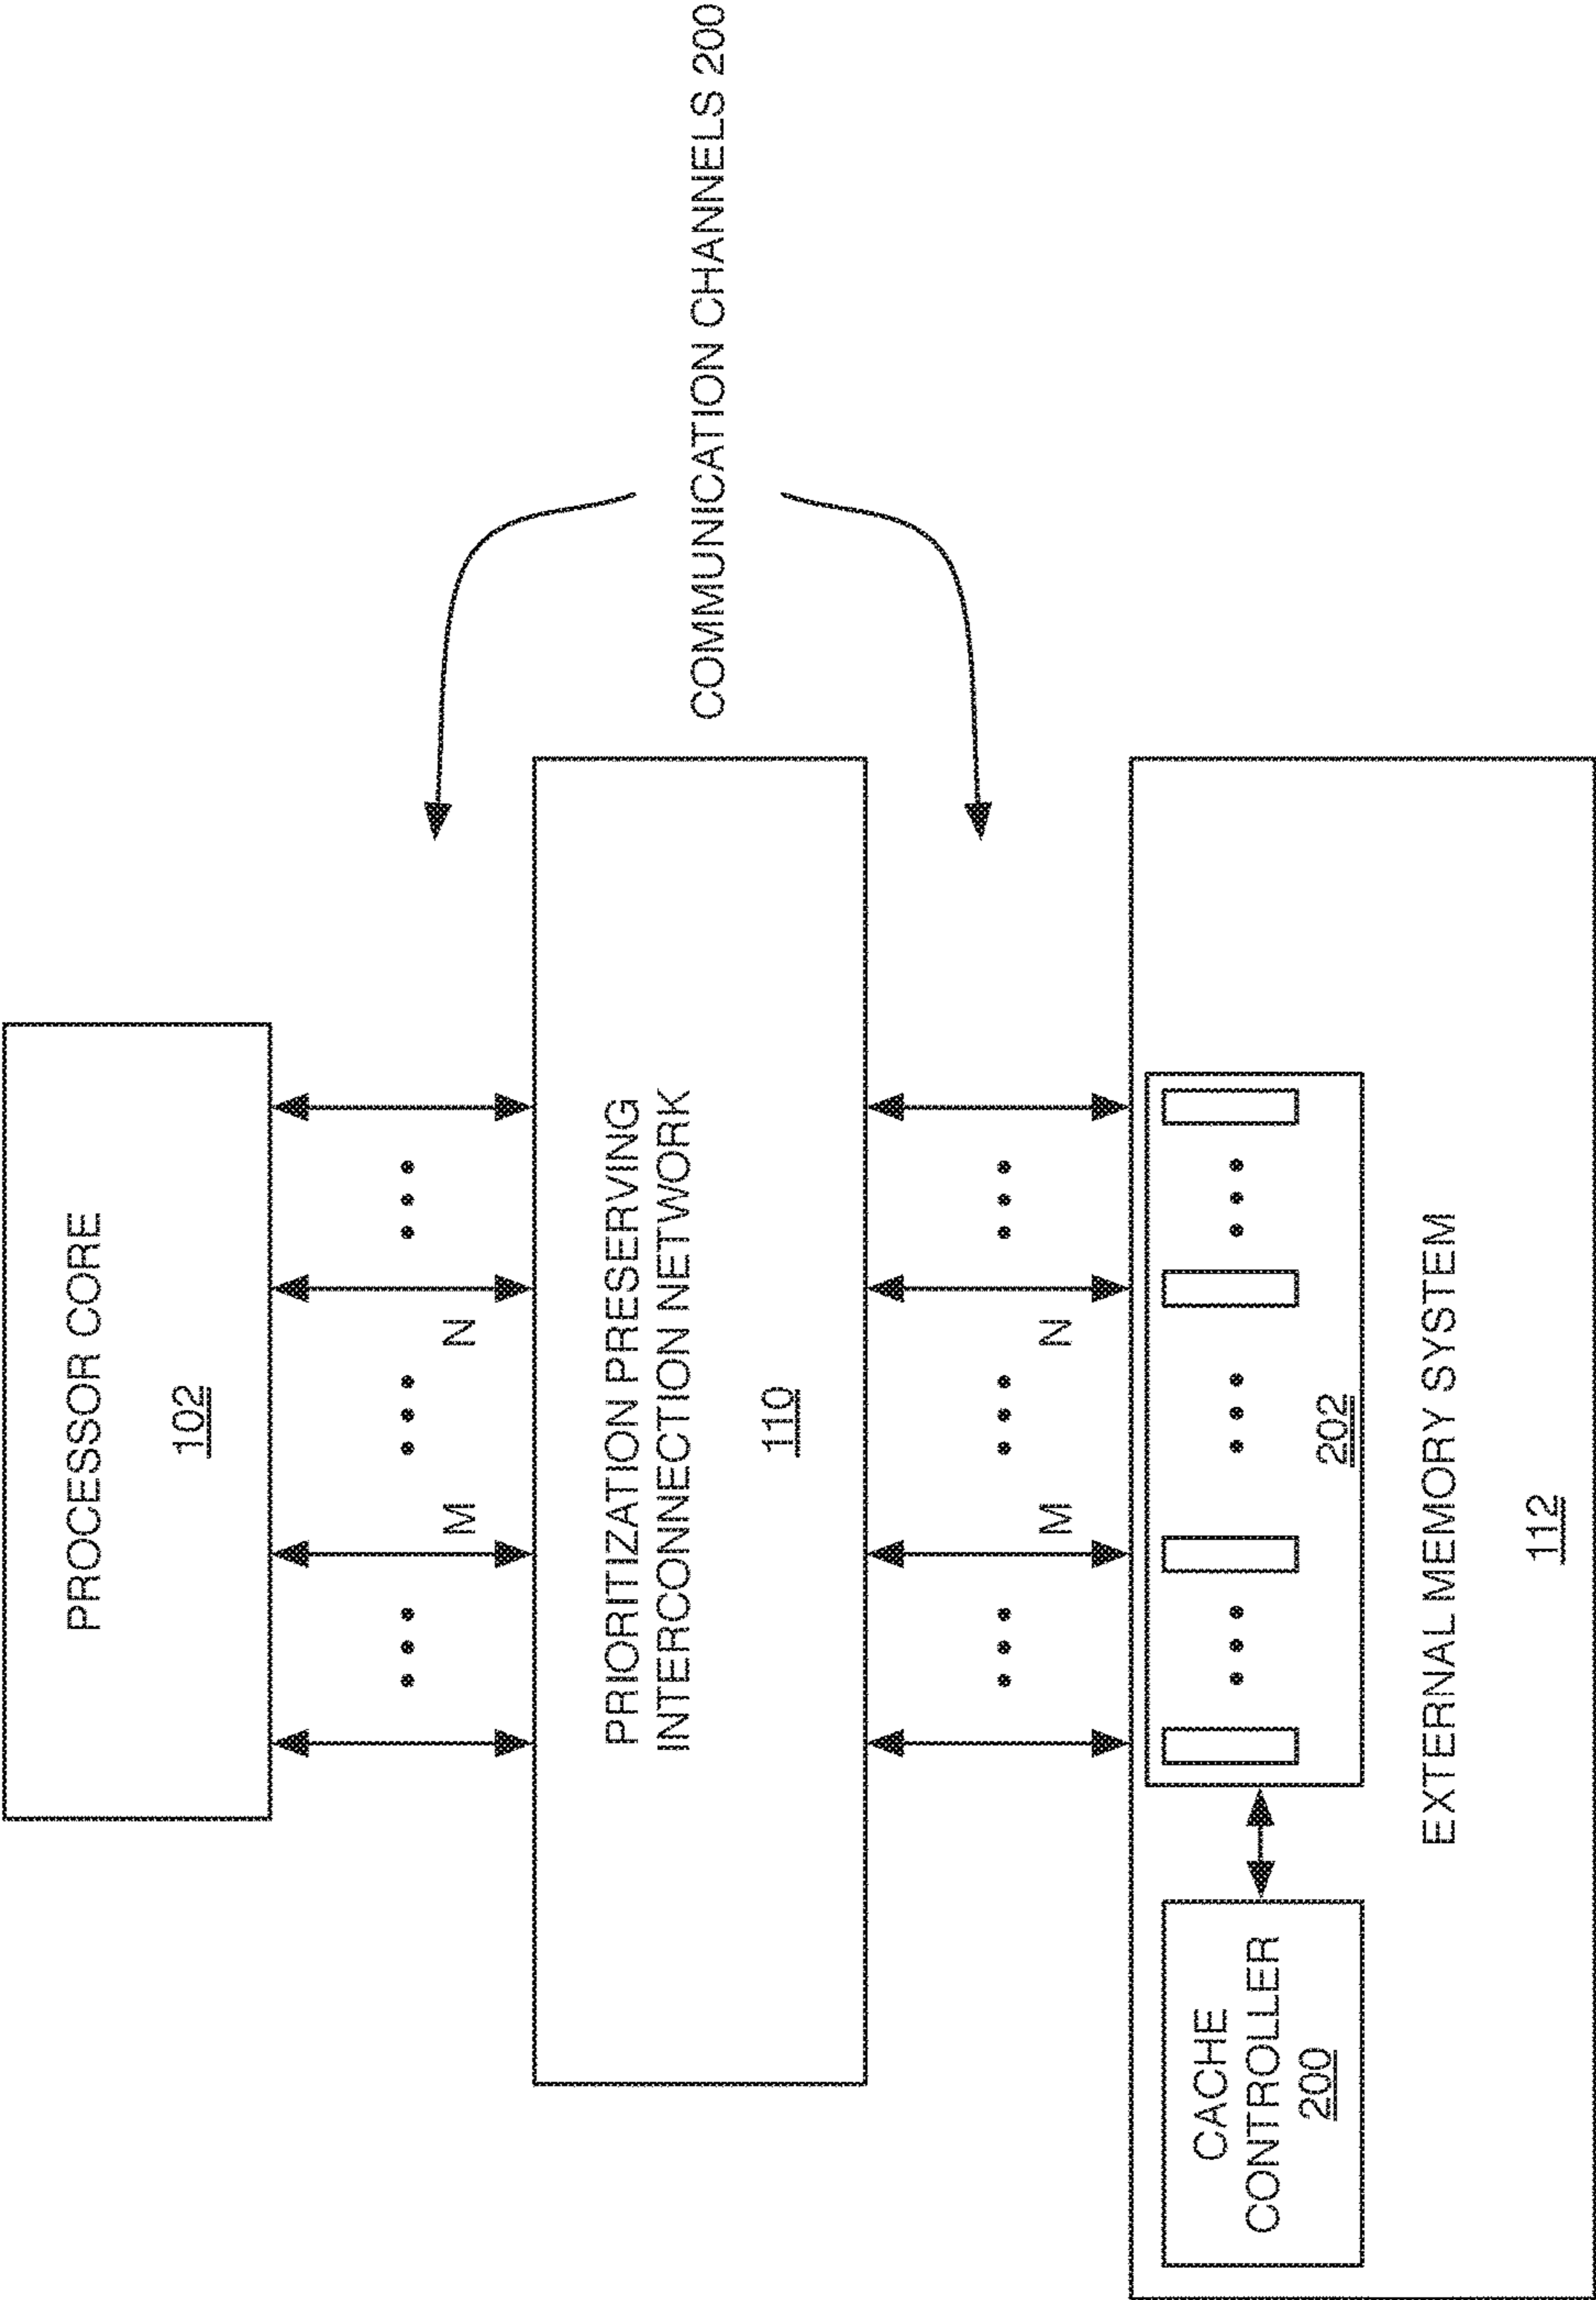 PROCESSOR CORE
102
M
N
COMMUNICATION CHANNELS 200
PRIORITIZATION PRESERVING
INTERCONNECTION NETWORK
110
M
N
CACHE
CONTROLLER
200
202
EXTERNAL MEMORY SYSTEM
112